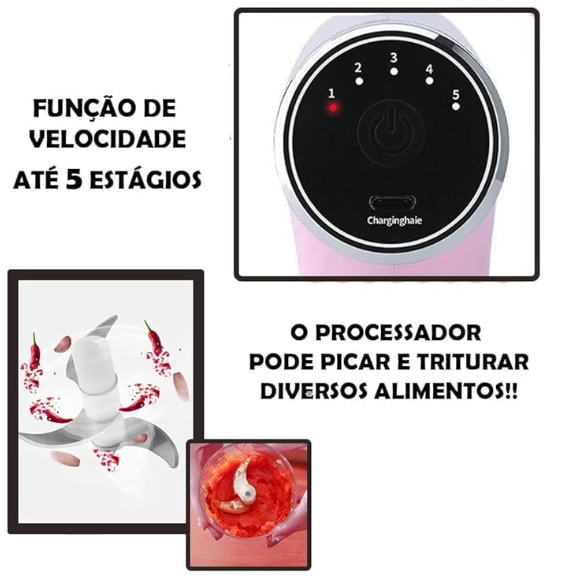 FUNÇÃO DE
VELOCIDADE
ATÉ 5 ESTÁGIOS
1 2 3 4 5
Charginghaie
O PROCESSADOR
PODE PICAR E TRITURAR
DIVERSOS ALIMENTOS!!